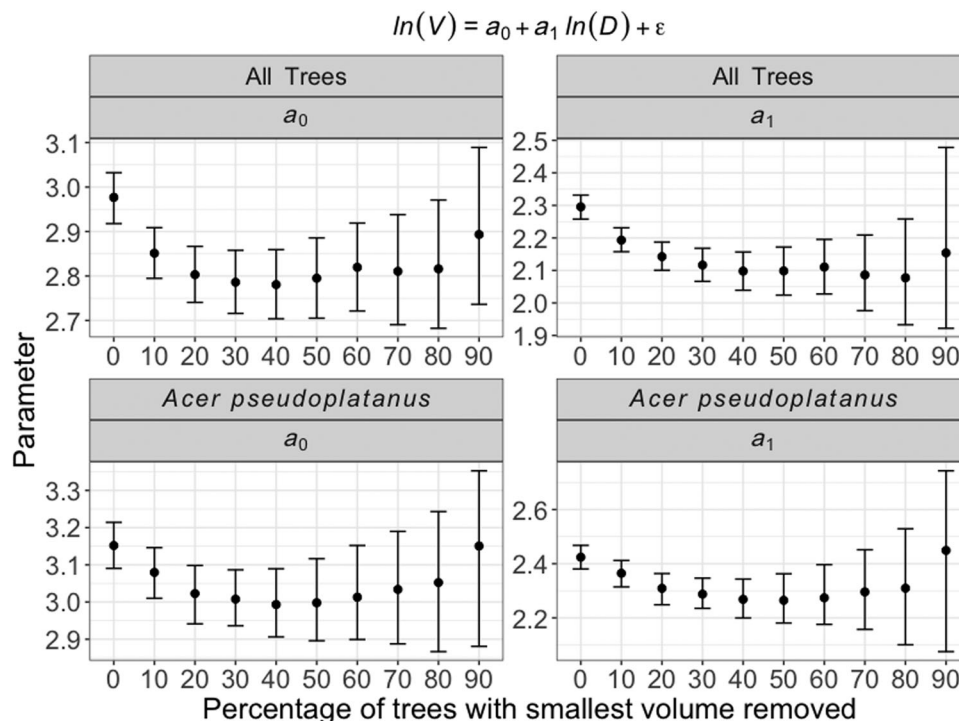 ln(V) = a₀ + a₁ ln(D) + ε
All Trees
a₀
3.1
3.0
2.9
2.8
2.7
0 10 20 30 40 50 60 70 80 90
All Trees
a₁
2.5
2.4
2.3
2.2
2.1
2.0
1.9
0 10 20 30 40 50 60 70 80 90
Parameter
Acer pseudoplatanus
a₀
3.3
3.2
3.1
3.0
2.9
0 10 20 30 40 50 60 70 80 90
Acer pseudoplatanus
a₁
2.6
2.4
2.2
0 10 20 30 40 50 60 70 80 90
Percentage of trees with smallest volume removed